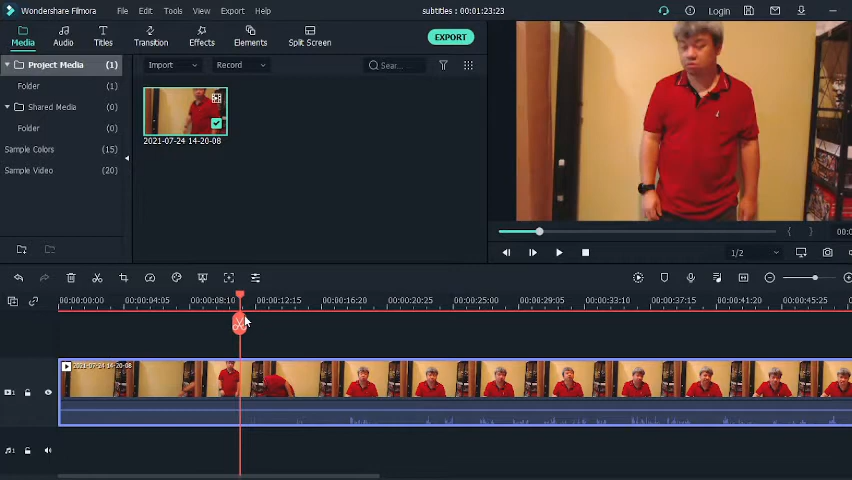 Wondershare Filmora File Edit Tools View Export Help subtitles : 00:01:23:23 Login
Media Audio Titles Transition Effects Elements Split Screen EXPORT
Project Media (1) Import Record Sear...
Folder (1)
Shared Media (0)
Folder (0)
Sample Colors (15)
Sample Video (20)
2021-07-24 14-20-08
1/2
00:00:00:00 00:00:04:05 00:00:08:10 00:00:12:15 00:00:16:20 00:00:20:25 00:00:25:00 00:00:29:05 00:00:33:10 00:00:37:15 00:00:41:20 00:00:45:25
2021-07-24 14-20-08
1
1